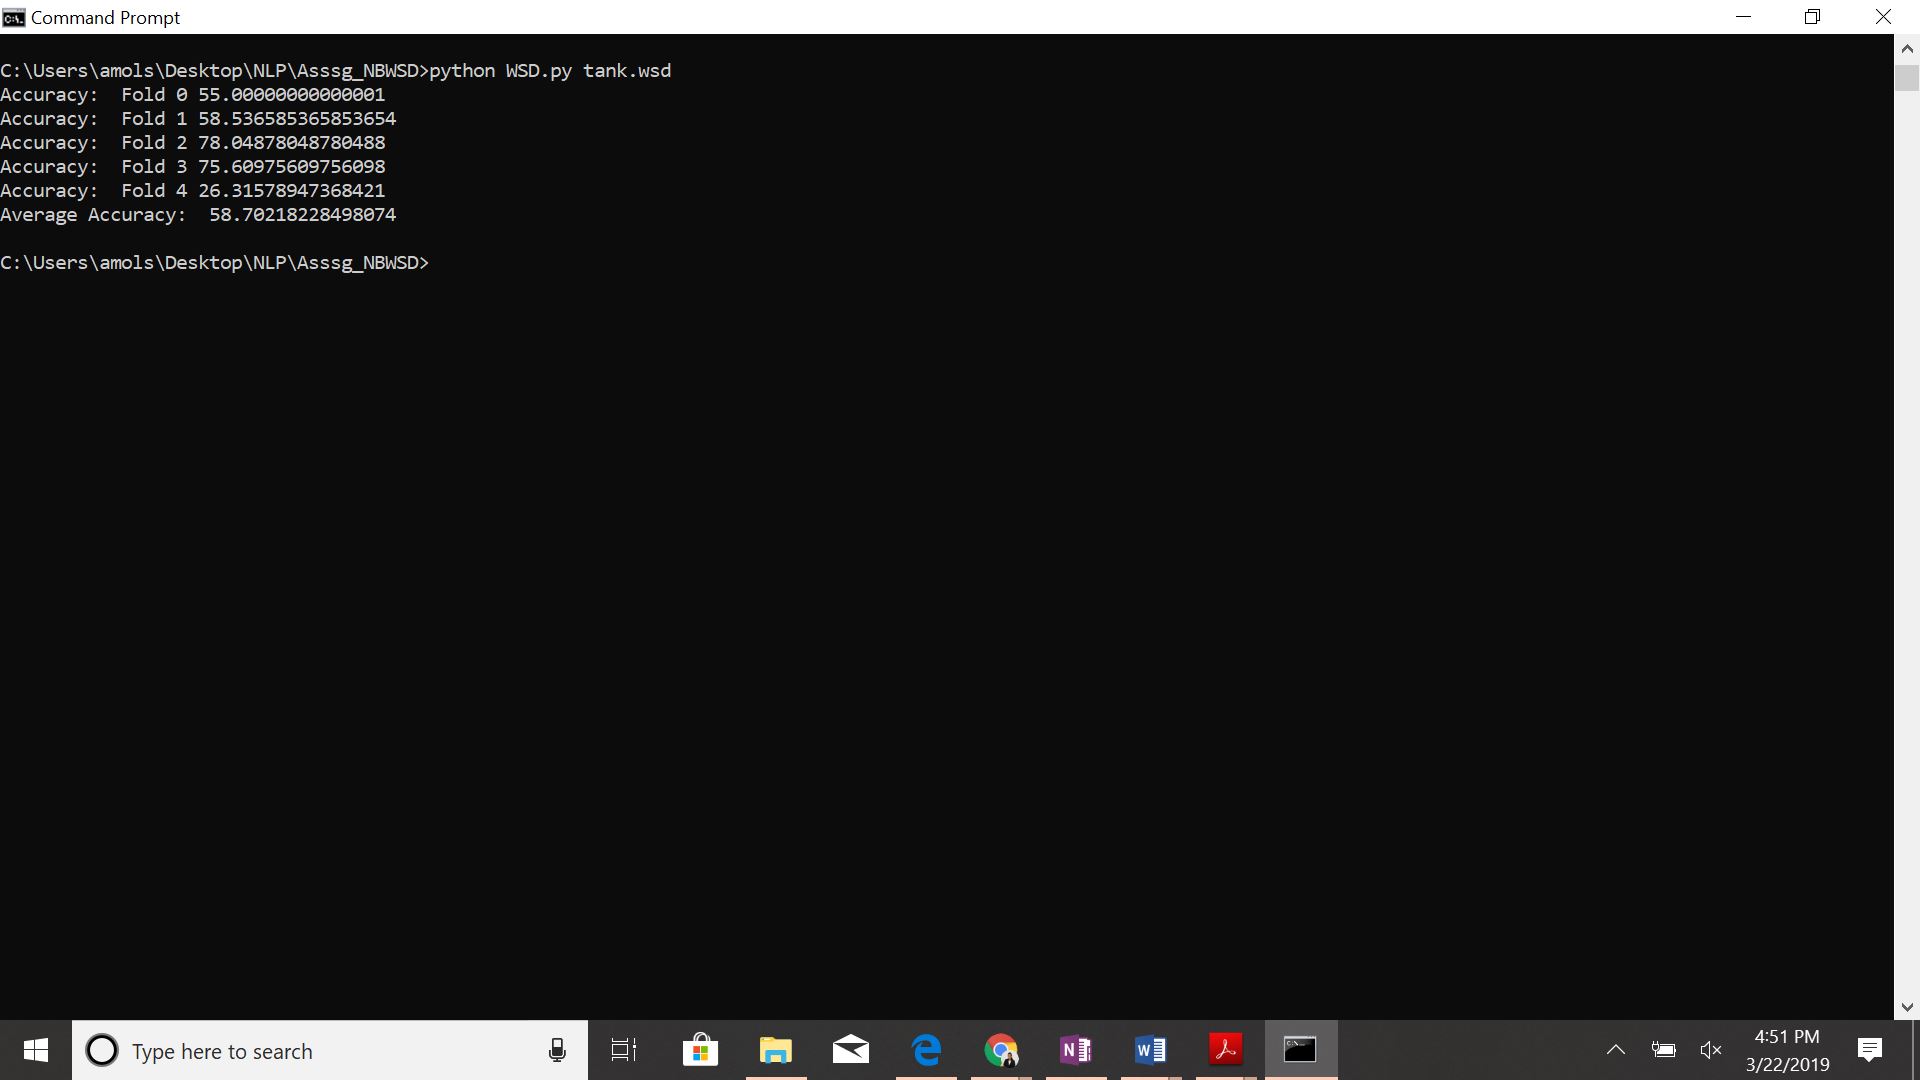 Command Prompt
C:\Users\amols\Desktop\NLP\Asssg_NBWSD>python WSD.py tank.wsd
Accuracy:  Fold 0 55.00000000000001
Accuracy:  Fold 1 58.536585365853654
Accuracy:  Fold 2 78.04878048780488
Accuracy:  Fold 3 75.60975609756098
Accuracy:  Fold 4 26.31578947368421
Average Accuracy:  58.70218228498074
C:\Users\amols\Desktop\NLP\Asssg_NBWSD>
Type here to search
4:51 PM
3/22/2019